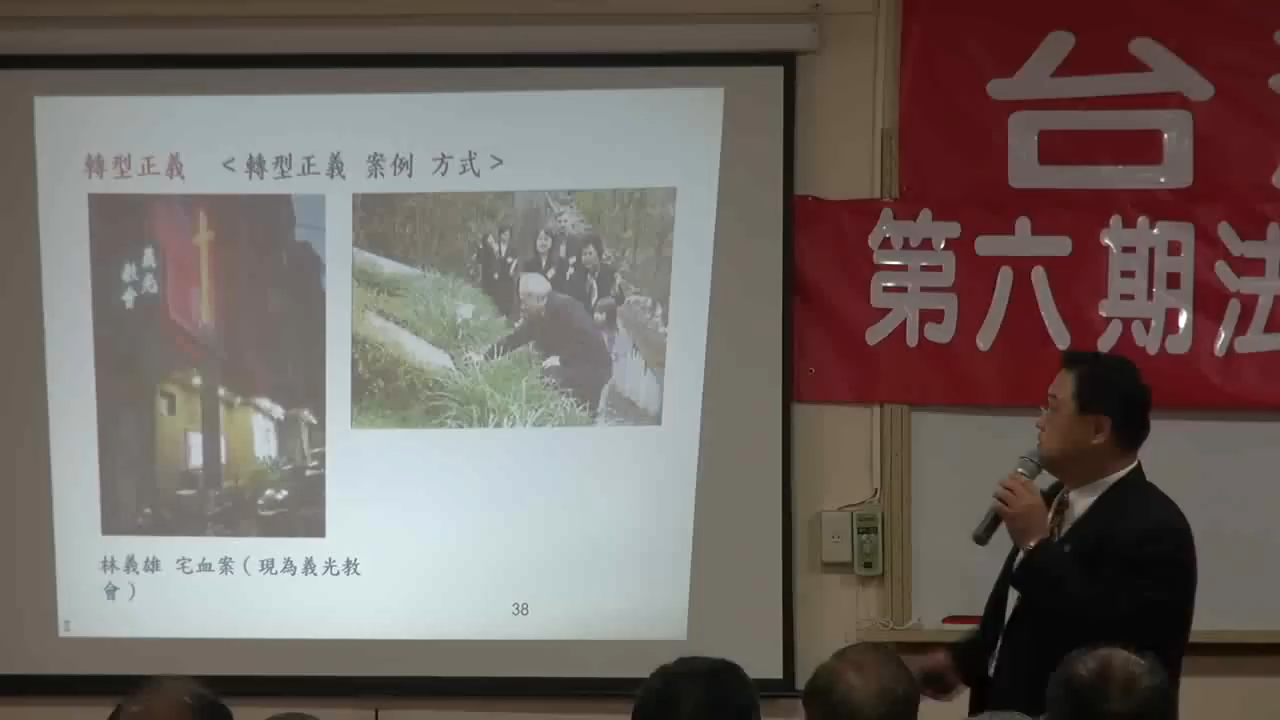 轉型正義 <轉型正義 案例 方式>
義光
教會
林義雄 宅血案(現為義光教
會)
38
台
第六期法